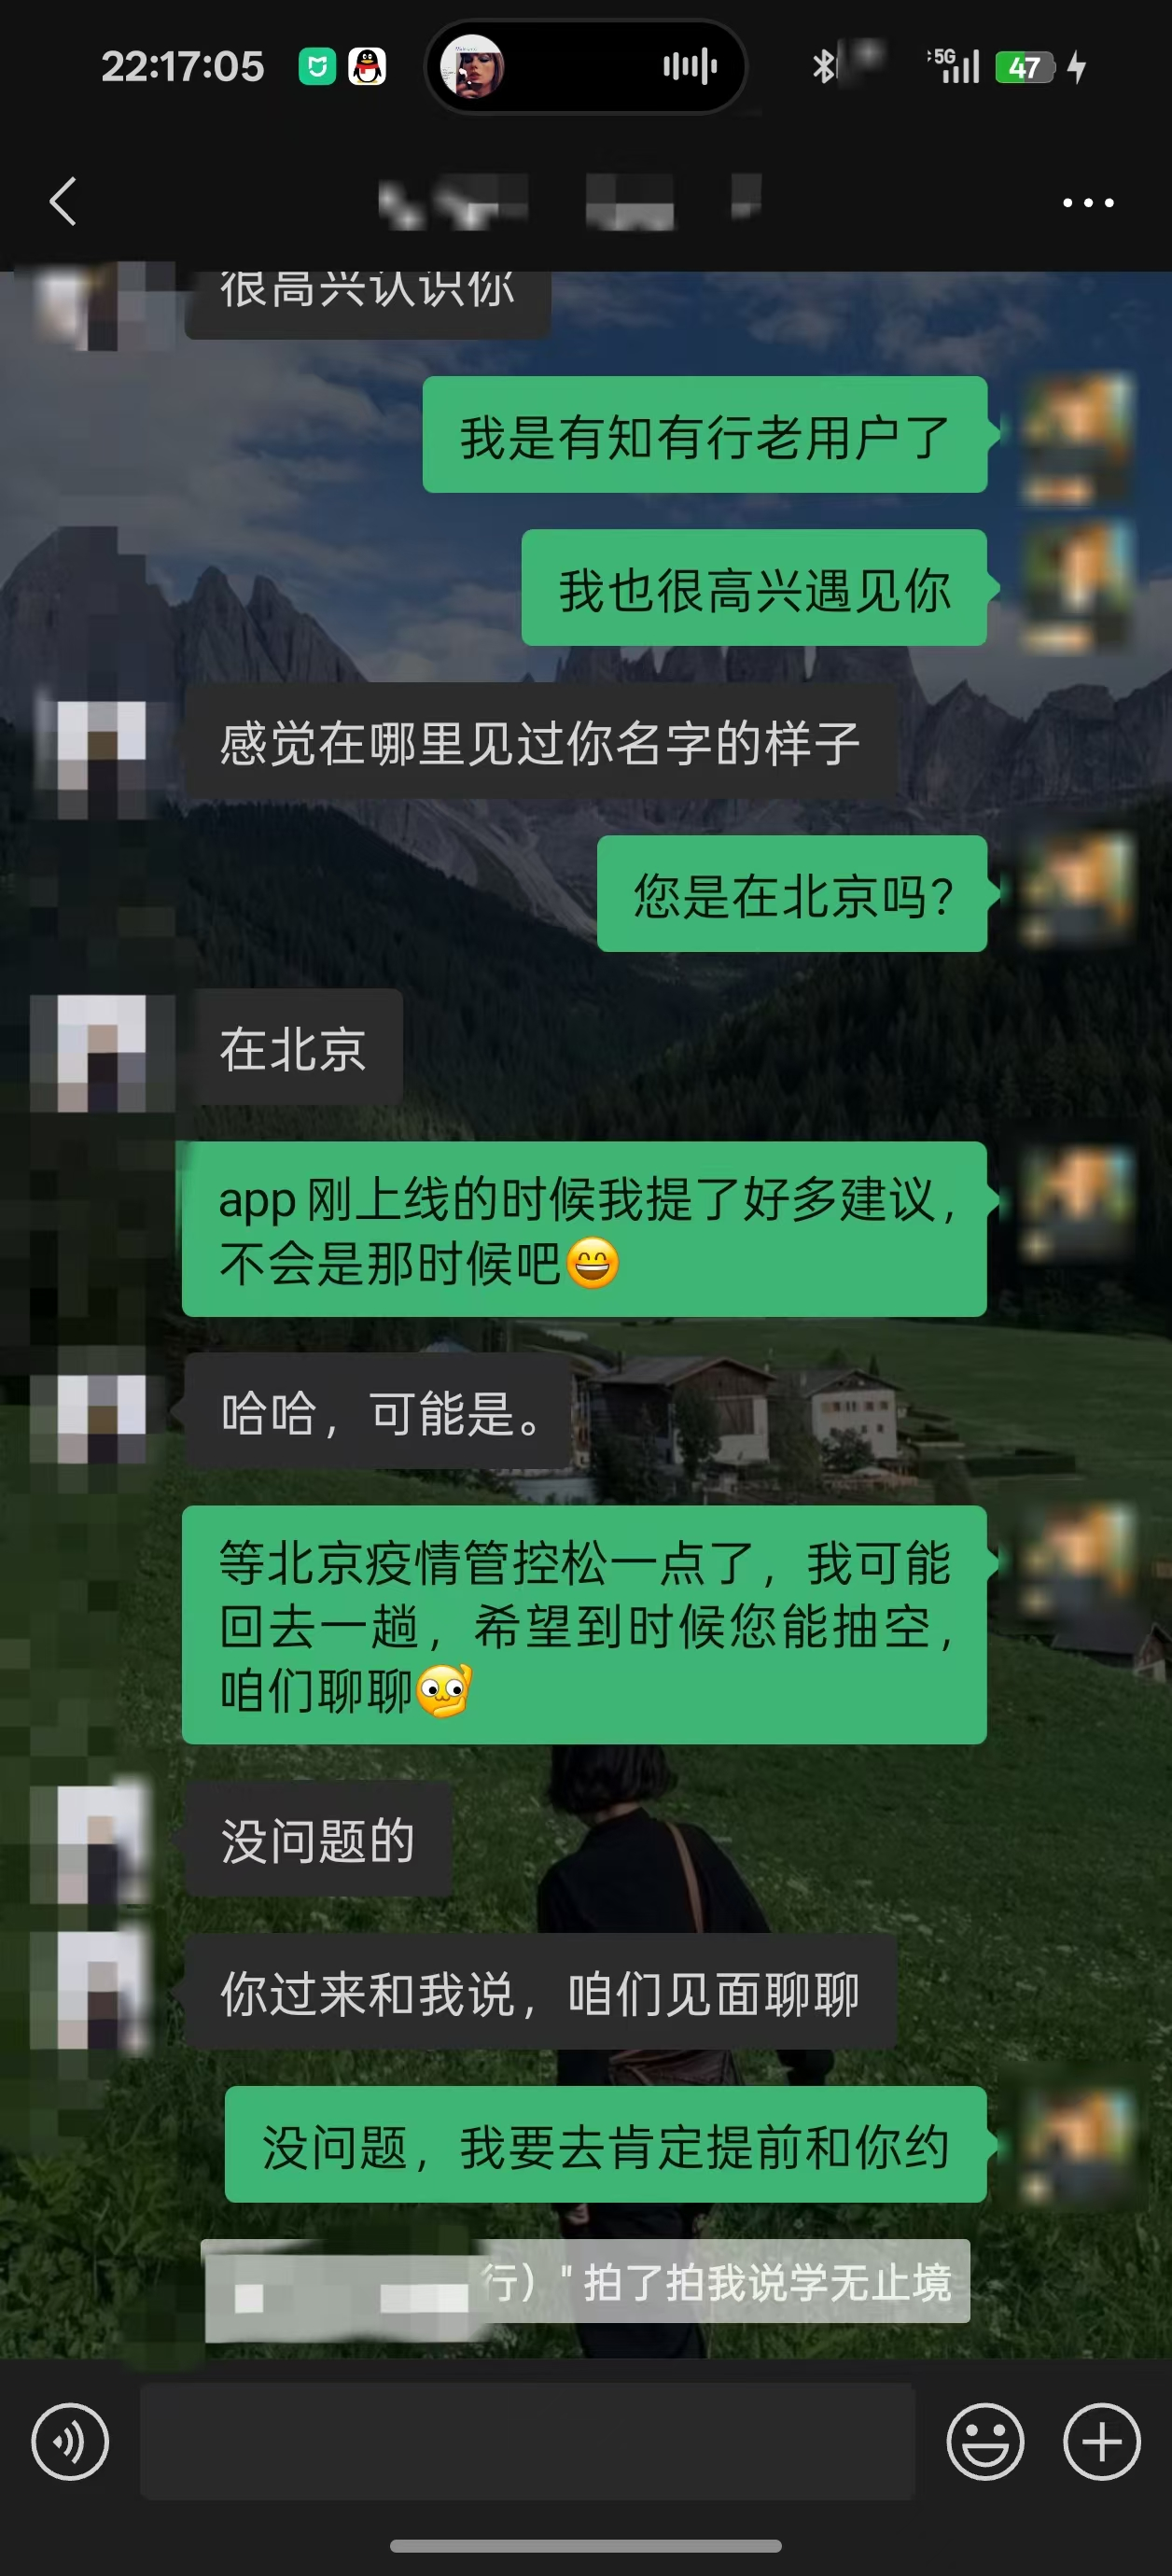 22:17:05
5G
47
很高兴认识你
我是有知有行老用户了
我也很高兴遇见你
感觉在哪里见过你名字的样子
您是在北京吗？
在北京
app 刚上线的时候我提了好多建议，
不会是那时候吧😄
哈哈，可能是。
等北京疫情管控松一点了，我可能
回去一趟，希望到时候您能抽空，
咱们聊聊
没问题的
你过来和我说，咱们见面聊聊
没问题，我要去肯定提前和你约
行）" 拍了拍我说学无止境